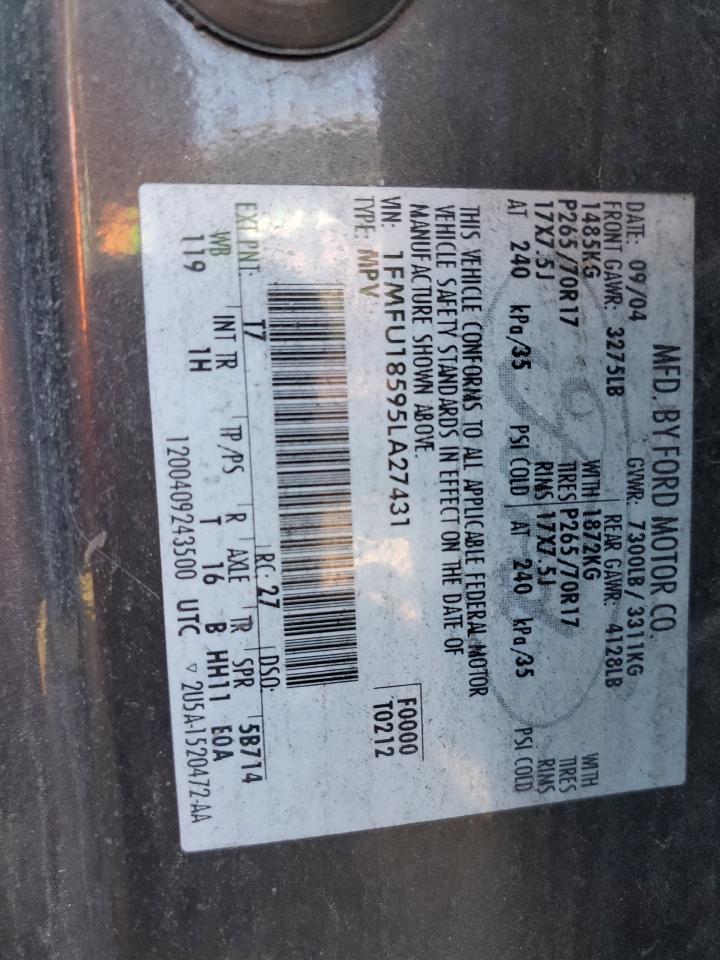 MFD. BY FORD MOTOR CO.
DATE: 09/04 GVWR: 7300LB / 3311KG
FRONT GAWR: 3275LB REAR GAWR: 4128LB
1485KG WITH 1872KG WITH
P265/70R17 TIRES P265/70R17 TIRES
17X7.5J RIMS 17X7.5J RIMS
AT 240 kPa/35 PSI COLD AT 240 kPa/35 PSI COLD
THIS VEHICLE CONFORMS TO ALL APPLICABLE FEDERAL MOTOR
VEHICLE SAFETY STANDARDS IN EFFECT ON THE DATE OF
MANUFACTURE SHOWN ABOVE.
VIN: 1FMFU18595LA27431 F0000
TYPE: MPV T0212
EXT PNT: T7 RC: 27 DSO:
WB INT TR TP/PS R AXLE TR SPR 5B714
119 1H T 16 B HH11 E0A
1200409243500 UTC ▽ 2U5A-1520472-AA